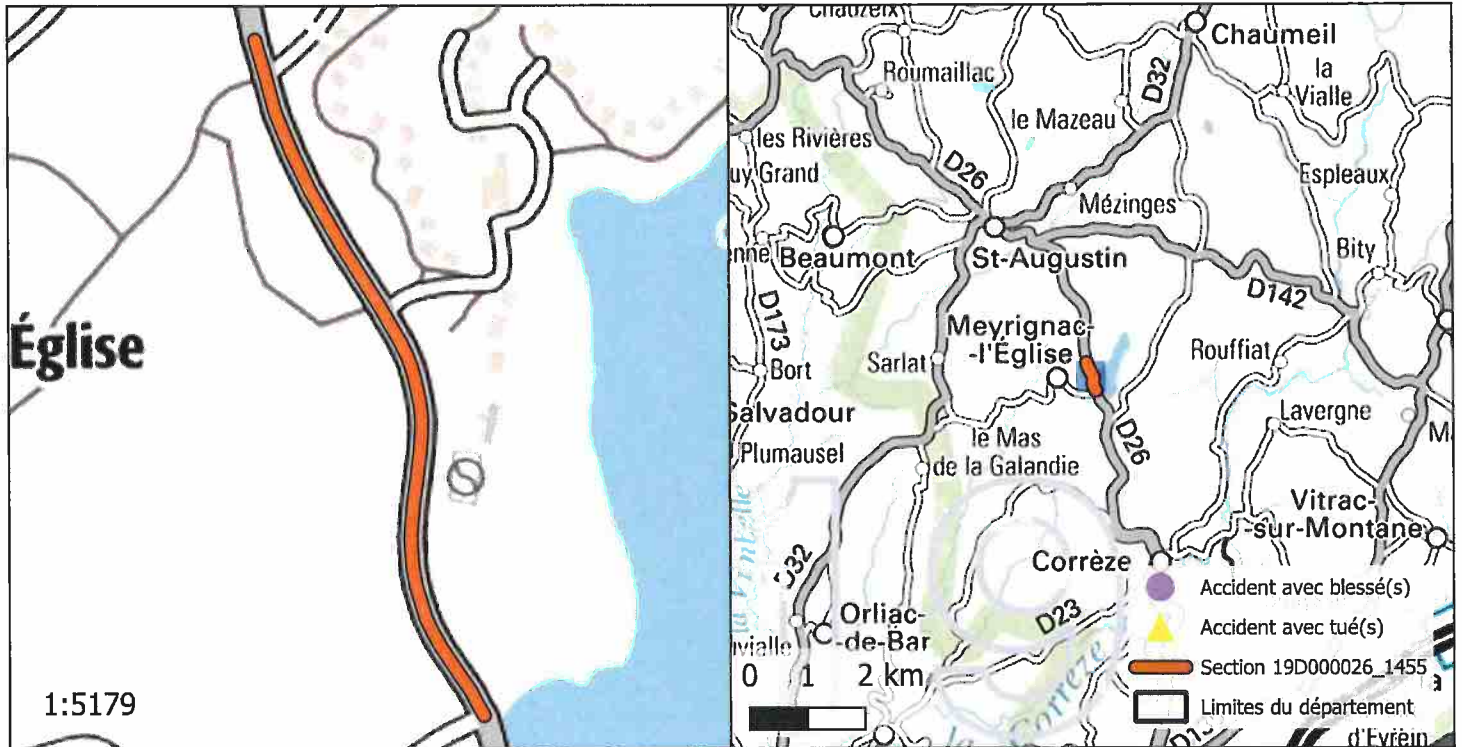 Église
1:5179
Chaumeil
Roumaillac
la
Vialle
D32
le Mazeau
les Rivières
uy Grand
D26
Espleaux
Mézinges
Beaumont
St-Augustin
Bity
D142
D173
Meyrignac-
-l'Église
Sarlat
Rouffiat
Bort
Salvadour
Lavergne
Plumausel
le Mas
de la Galandie
D26
Vitrac-
-sur-Montane
Corrèze
D32
Orliac-
-de-Bar
D23
0 1 2 km
Corrèze
Accident avec blessé(s)
Accident avec tué(s)
Section 19D000026_1455
Limites du département
d'Eyrein